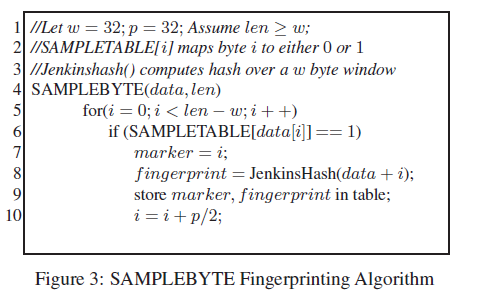 1 //Let w = 32; p = 32; Assume len ≥ w;
2 //SAMPLETABLE[i] maps byte i to either 0 or 1
3 //Jenkinshash() computes hash over a w byte window
4 SAMPLEBYTE(data, len)
5 for(i = 0; i < len − w; i + +)
6 if (SAMPLETABLE[data[i]] == 1)
7 marker = i;
8 fingerprint = JenkinsHash(data + i);
9 store marker, fingerprint in table;
10 i = i + p/2;
Figure 3: SAMPLEBYTE Fingerprinting Algorithm